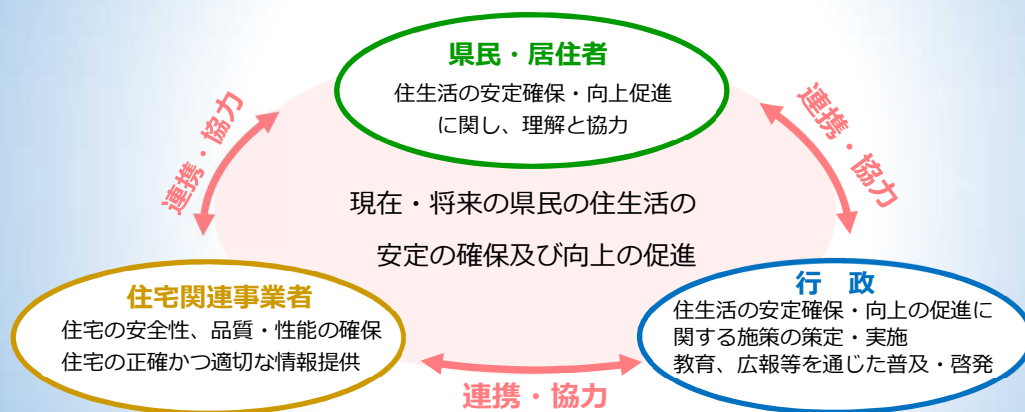 県民・居住者
住生活の安定確保・向上促進
に関し、理解と協力
連携・協力
連携・協力
現在・将来の県民の住生活の
安定の確保及び向上の促進
住宅関連事業者
住宅の安全性、品質・性能の確保
住宅の正確かつ適切な情報提供
行　政
住生活の安定確保・向上の促進に
関する施策の策定・実施
教育、広報等を通じた普及・啓発
連携・協力